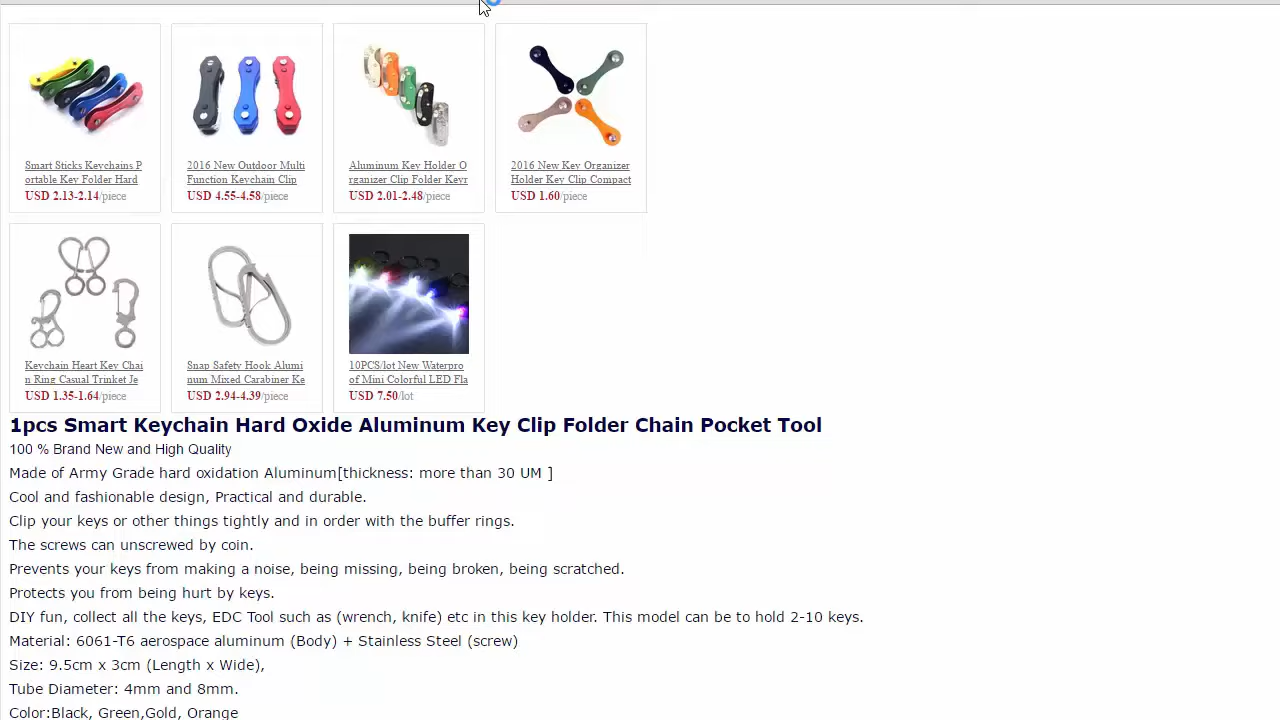 Smart Sticks Keychains P
ortable Key Folder Hard
USD 2.13-2.14/piece
2016 New Outdoor Multi
Function Keychain Clip
USD 4.55-4.58/piece
Aluminum Key Holder O
rganizer Clip Folder Keyr
USD 2.01-2.48/piece
2016 New Key Organizer
Holder Key Clip Compact
USD 1.60/piece
Keychain Heart Key Chai
n Ring Casual Trinket Je
USD 1.35-1.64/piece
Snap Safety Hook Alumi
num Mixed Carabiner Ke
USD 2.94-4.39/piece
10PCS/lot New Waterpro
of Mini Colorful LED Fla
USD 7.50/lot
1pcs Smart Keychain Hard Oxide Aluminum Key Clip Folder Chain Pocket Tool
100 % Brand New and High Quality
Made of Army Grade hard oxidation Aluminum[thickness: more than 30 UM ]
Cool and fashionable design, Practical and durable.
Clip your keys or other things tightly and in order with the buffer rings.
The screws can unscrewed by coin.
Prevents your keys from making a noise, being missing, being broken, being scratched.
Protects you from being hurt by keys.
DIY fun, collect all the keys, EDC Tool such as (wrench, knife) etc in this key holder. This model can be to hold 2-10 keys.
Material: 6061-T6 aerospace aluminum (Body) + Stainless Steel (screw)
Size: 9.5cm x 3cm (Length x Wide),
Tube Diameter: 4mm and 8mm.
Color:Black, Green,Gold, Orange